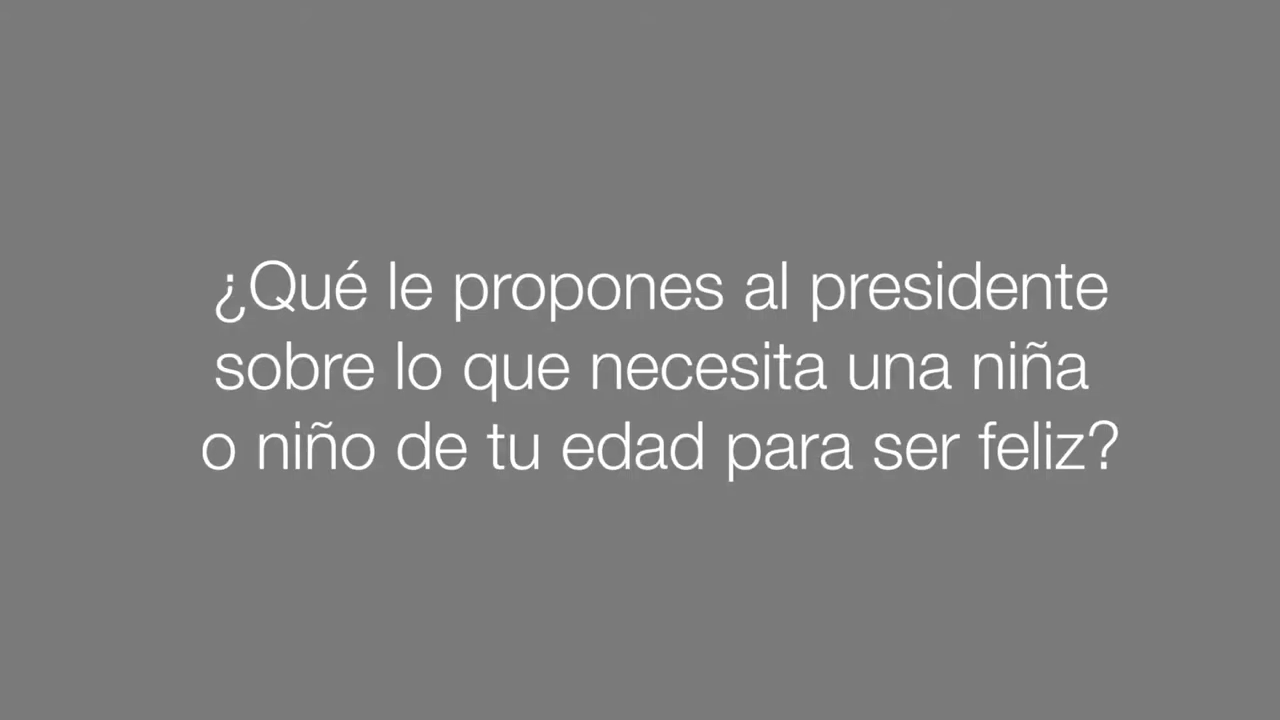 ¿Qué le propones al presidente
sobre lo que necesita una niña
o niño de tu edad para ser feliz?